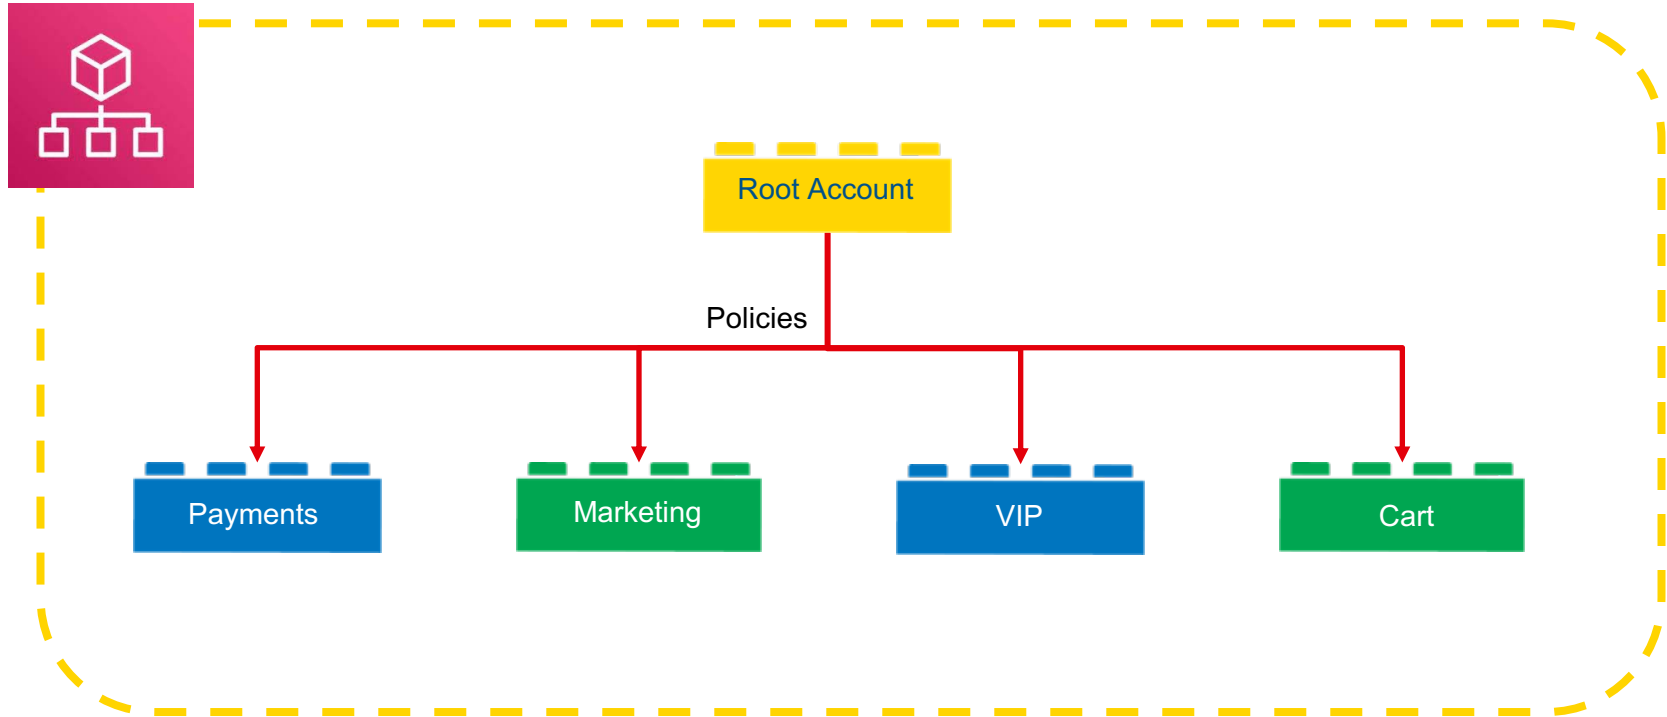 Root Account
Policies
Payments
Marketing
VIP
Cart